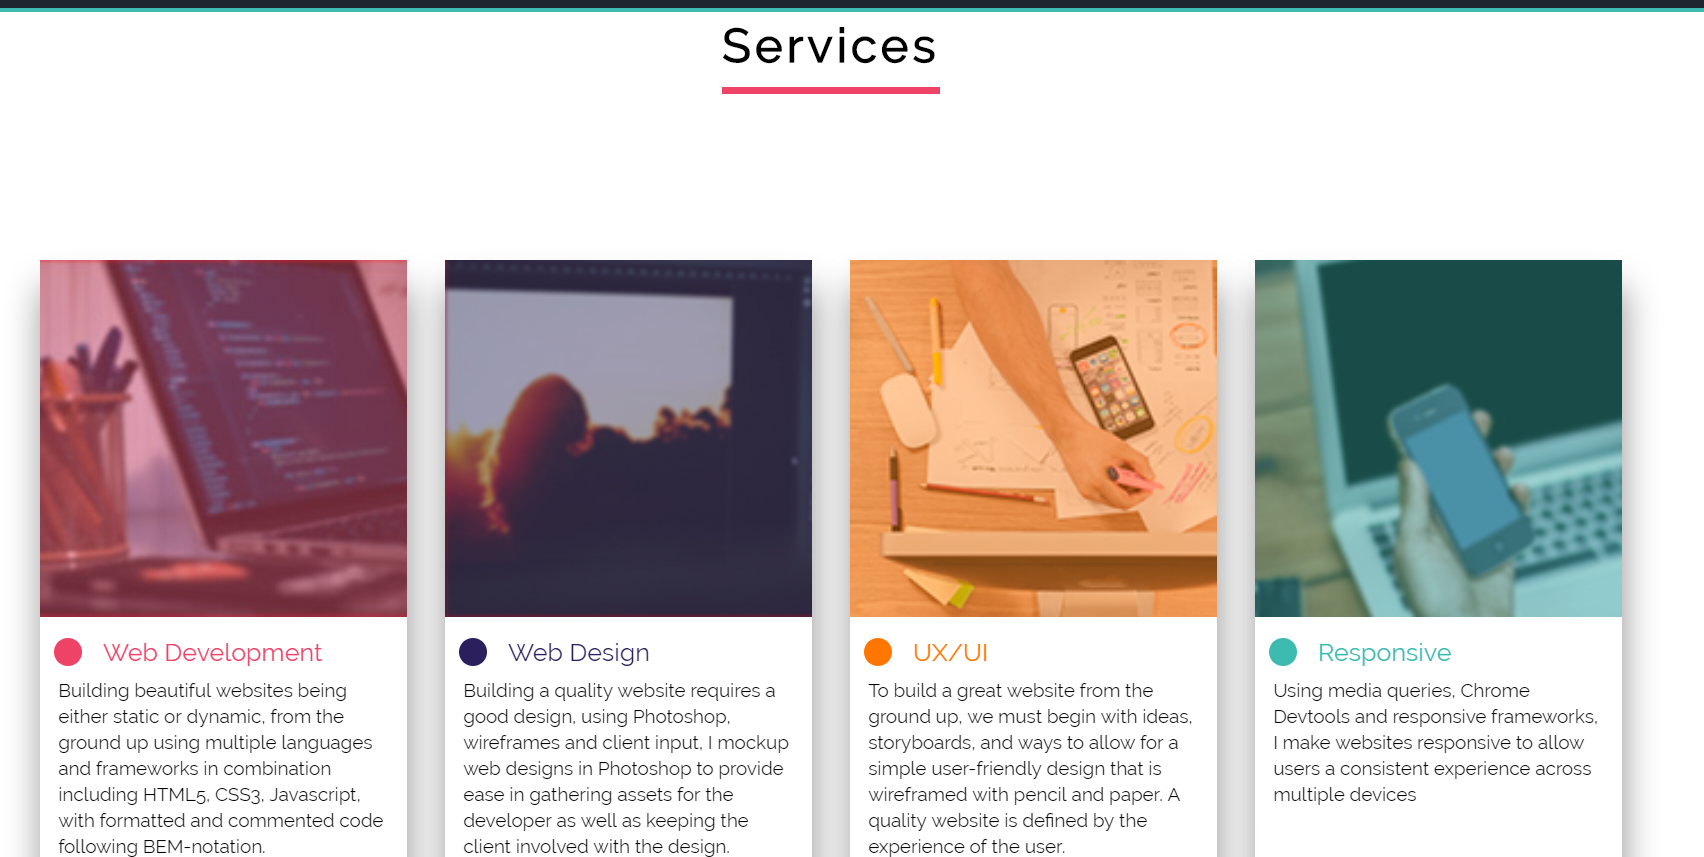 Services
Web Development
Building beautiful websites being
either static or dynamic, from the
ground up using multiple languages
and frameworks in combination
including HTML5, CSS3, Javascript,
with formatted and commented code
following BEM-notation.
Web Design
Building a quality website requires a
good design, using Photoshop,
wireframes and client input, I mockup
web designs in Photoshop to provide
ease in gathering assets for the
developer as well as keeping the
client involved with the design.
UX/UI
To build a great website from the
ground up, we must begin with ideas,
storyboards, and ways to allow for a
simple user-friendly design that is
wireframed with pencil and paper. A
quality website is defined by the
experience of the user.
Responsive
Using media queries, Chrome
Devtools and responsive frameworks,
I make websites responsive to allow
users a consistent experience across
multiple devices